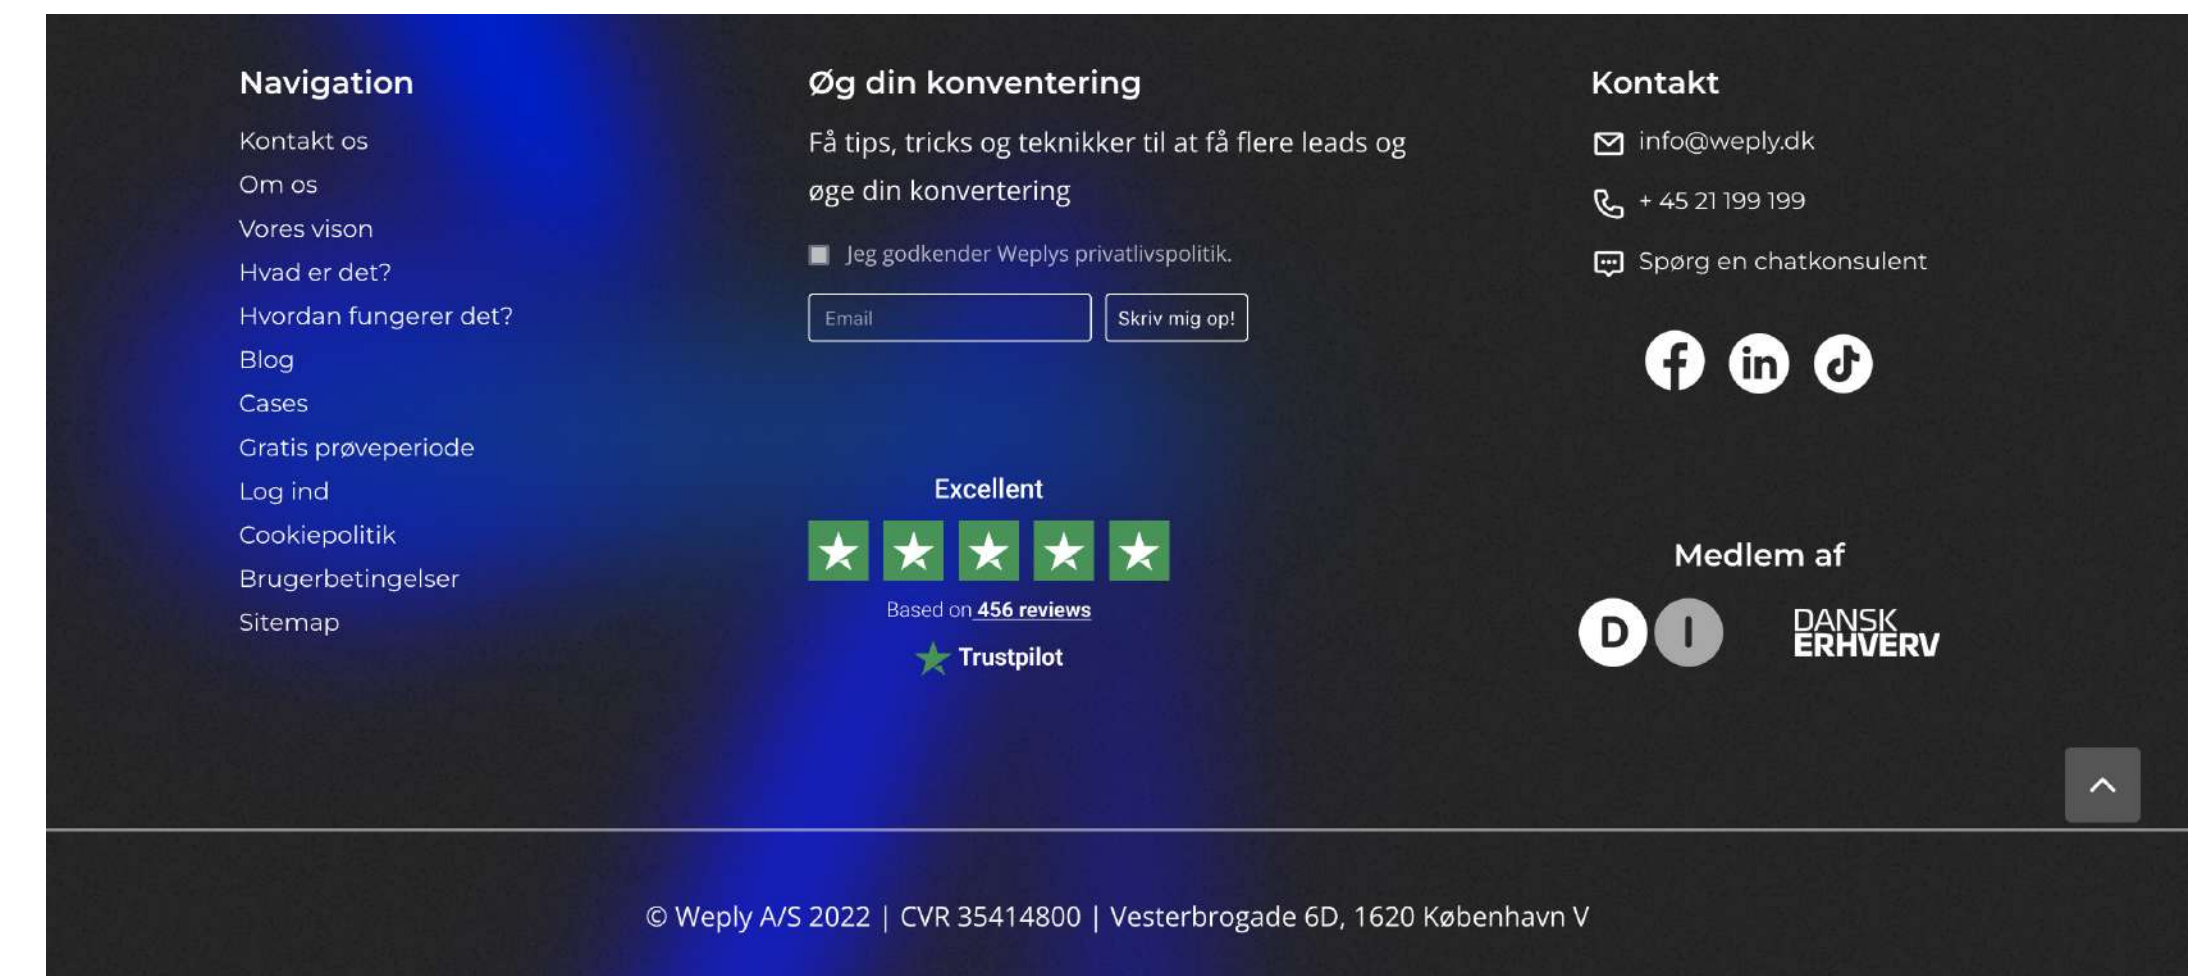 Navigation
Kontakt os
Om os
Vores vison
Hvad er det?
Hvordan fungerer det?
Blog
Cases
Gratis prøveperiode
Log ind
Cookiepolitik
Brugerbetingelser
Sitemap
Øg din konventering
Få tips, tricks og teknikker til at få flere leads og
øge din konvertering
Jeg godkender Weplys privatlivspolitik.
Email
Skriv mig op!
Excellent
Based on 456 reviews
Trustpilot
Kontakt
info@weply.dk
+ 45 21 199 199
Spørg en chatkonsulent
Medlem af
DI
DANSK
ERHVERV
© Weply A/S 2022 | CVR 35414800 | Vesterbrogade 6D, 1620 København V